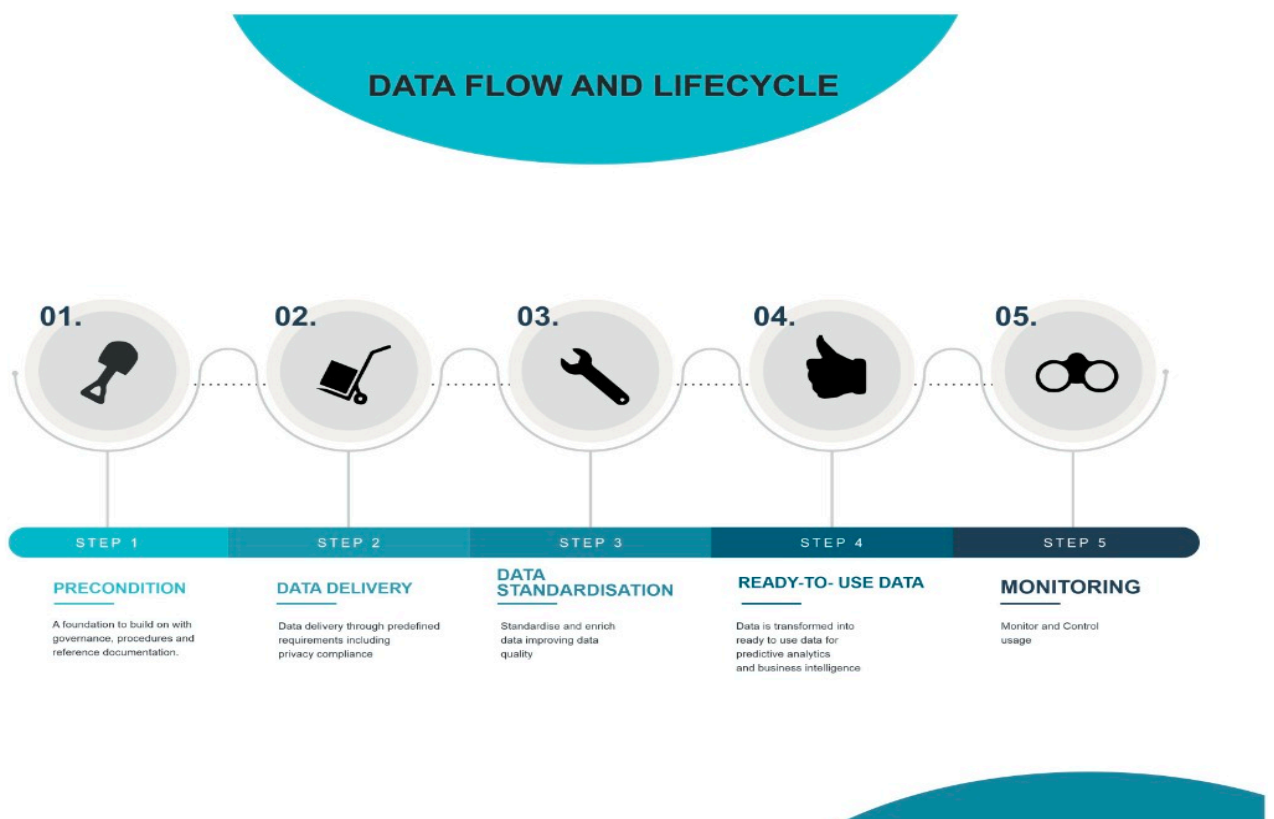 DATA FLOW AND LIFECYCLE
01.
02.
03.
04.
05.
STEP 1
STEP 2
STEP 3
STEP 4
STEP 5
PRECONDITION
A foundation to build on with
governance, procedures and
reference documentation.
DATA DELIVERY
Data delivery through predefined
requirements including
privacy compliance
DATA
STANDARDISATION
Standardise and enrich
data improving data
quality
READY-TO- USE DATA
Data is transformed into
ready to use data for
predictive analytics
and business intelligence
MONITORING
Monitor and Control
usage